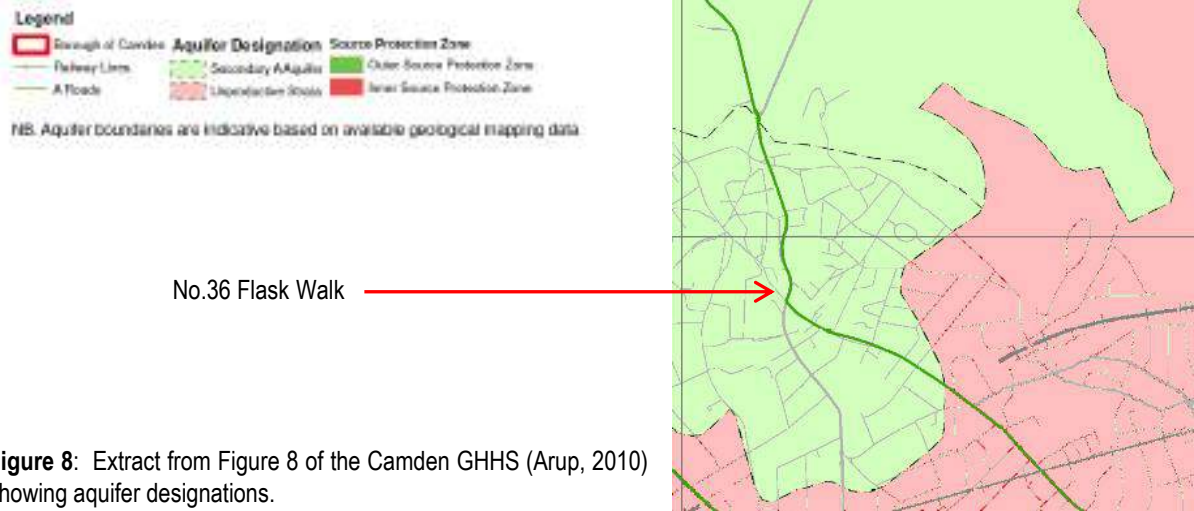 Legend
Borough of Camden
Railway Lines
A Roads
Aquifer Designation
Secondary A Aquifer
Unproductive Strata
Source Protection Zone
Outer Source Protection Zone
Inner Source Protection Zone
NB. Aquifer boundaries are indicative based on available geological mapping data
No.36 Flask Walk
igure 8: Extract from Figure 8 of the Camden GHHS (Arup, 2010)
howing aquifer designations.